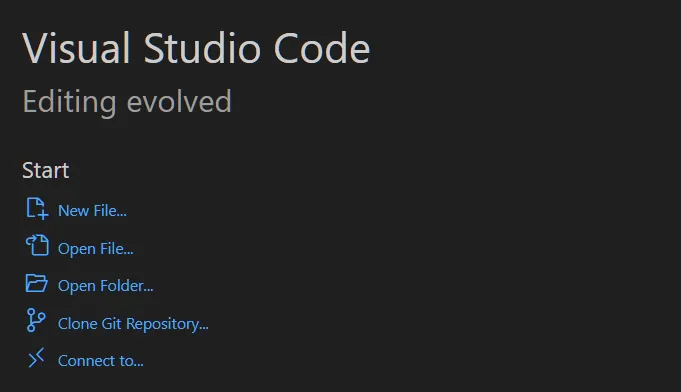 Visual Studio Code
Editing evolved
Start
New File...
Open File...
Open Folder...
Clone Git Repository...
Connect to...